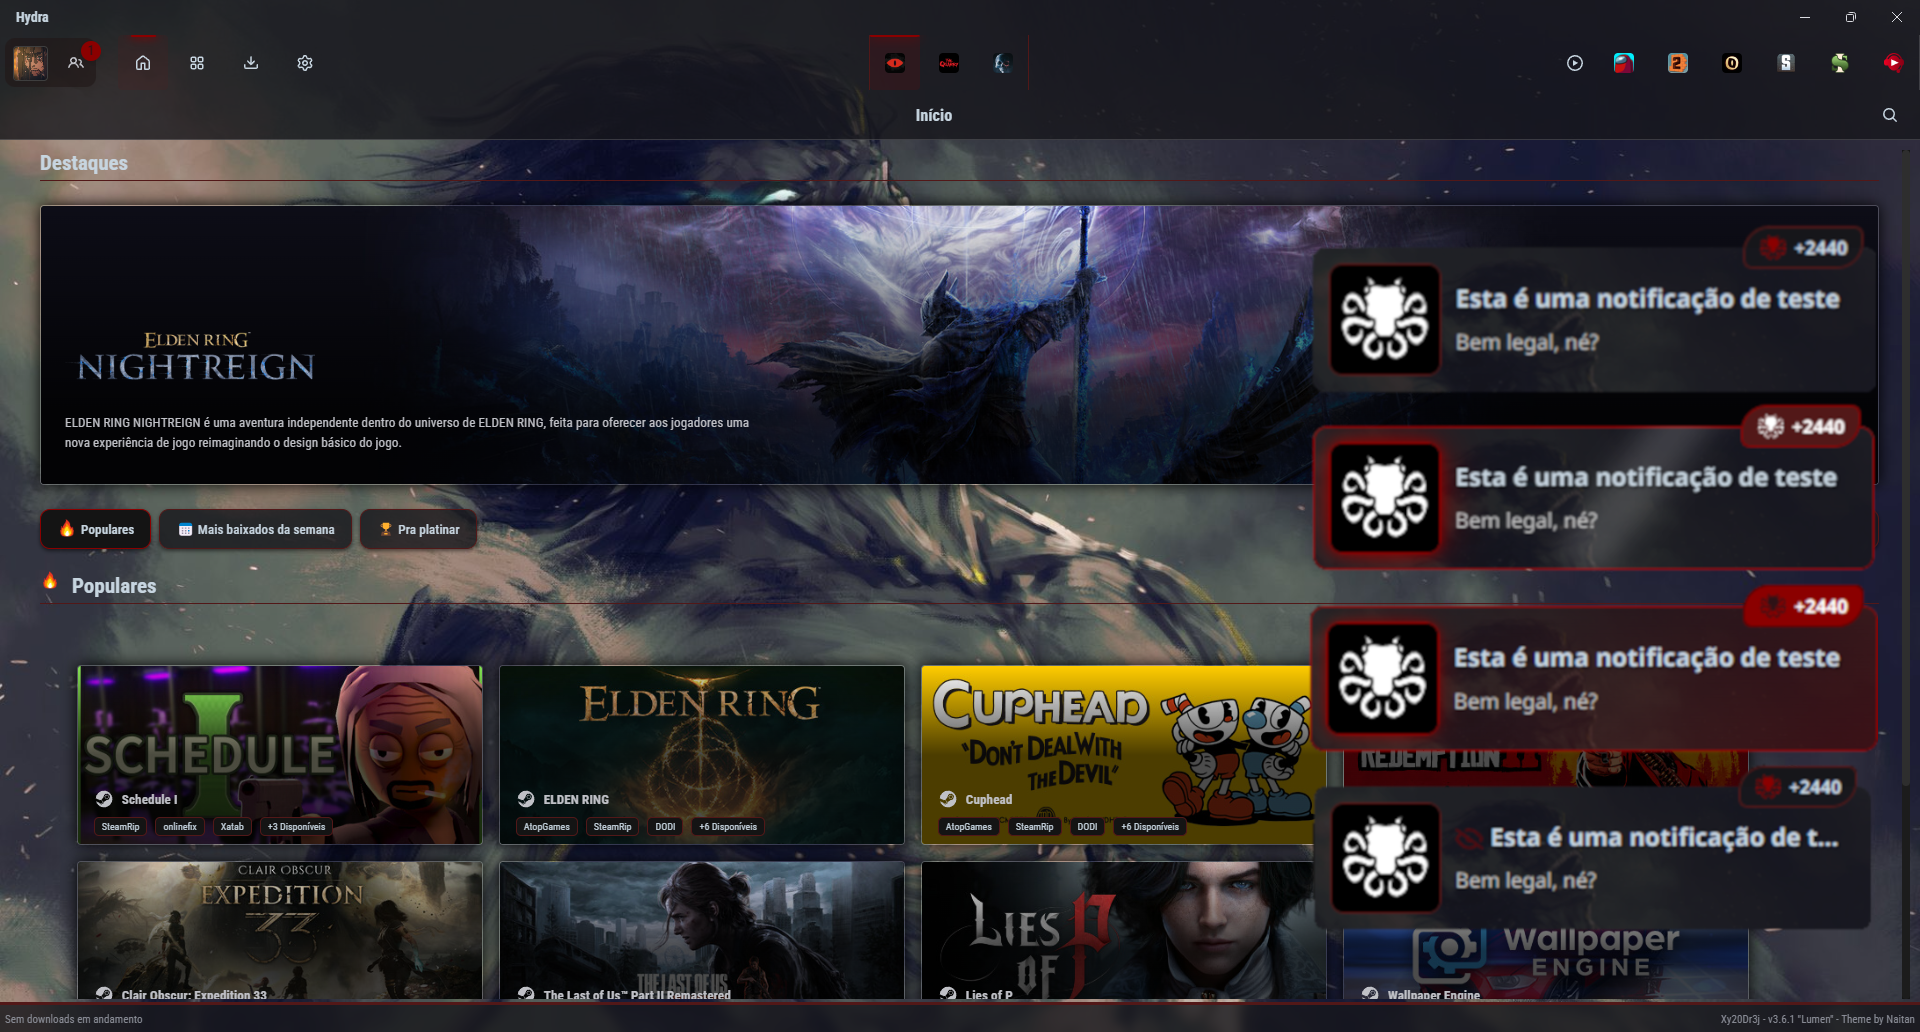 Hydra
1
Início
Destaques
ELDEN RING
NIGHTREIGN
ELDEN RING NIGHTREIGN é uma aventura independente dentro do universo de ELDEN RING, feita para oferecer aos jogadores uma
nova experiência de jogo reimaginando o design básico do jogo.
+2440
Esta é uma notificação de teste
Bem legal, né?
+2440
Esta é uma notificação de teste
Bem legal, né?
+2440
Esta é uma notificação de teste
Bem legal, né?
+2440
Esta é uma notificação de t...
Bem legal, né?
Populares
Mais baixados da semana
Pra platinar
Populares
SCHEDULE I
Schedule I
SteamRip
onlinefix
Xatab
+3 Disponíveis
ELDEN RING
ELDEN RING
AtopGames
SteamRip
DODI
+6 Disponíveis
CUPHEAD
"DON'T DEAL WITH
THE DEVIL"
Cuphead
AtopGames
SteamRip
DODI
+6 Disponíveis
REDEMPTION II
CLAIR OBSCUR
EXPEDITION
33
Clair Obscur: Expedition 33
THE LAST OF US
The Last of Us™ Part II Remastered
LIES
OF P
Lies of P
Wallpaper
ENGINE
Wallpaper Engine
Sem downloads em andamento
Xy20Dr3j - v3.6.1 "Lumen" - Theme by Naitan